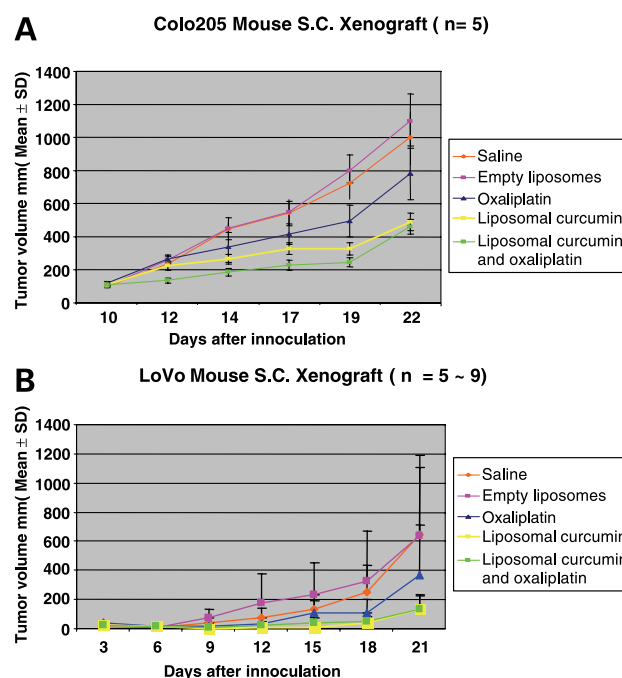 A
Colo205 Mouse S.C. Xenograft ( n= 5)
Tumor volume mm( Mean ± SD)
1400
1200
1000
800
600
400
200
0
10 12 14 17 19 22
Days after innoculation
Saline
Empty liposomes
Oxaliplatin
Liposomal curcumin
Liposomal curcumin
and oxaliplatin
B
LoVo Mouse S.C. Xenograft ( n = 5 ~ 9)
Tumor volume mm( Mean ± SD)
1400
1200
1000
800
600
400
200
0
3 6 9 12 15 18 21
Days after innoculation
Saline
Empty liposomes
Oxaliplatin
Liposomal curcumin
Liposomal curcumin
and oxaliplatin